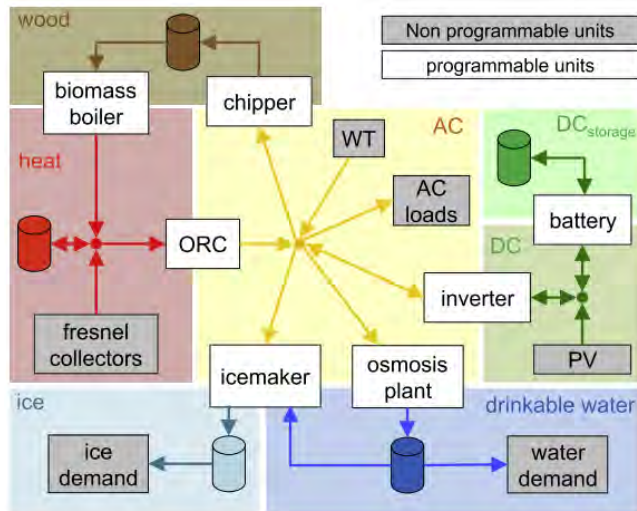 wood
Non programmable units
programmable units
biomass
boiler
chipper
heat
WT
AC
DCstorage
AC
loads
battery
ORC
DC
inverter
fresnel
collectors
icemaker
osmosis
plant
PV
ice
drinkable water
ice
demand
water
demand